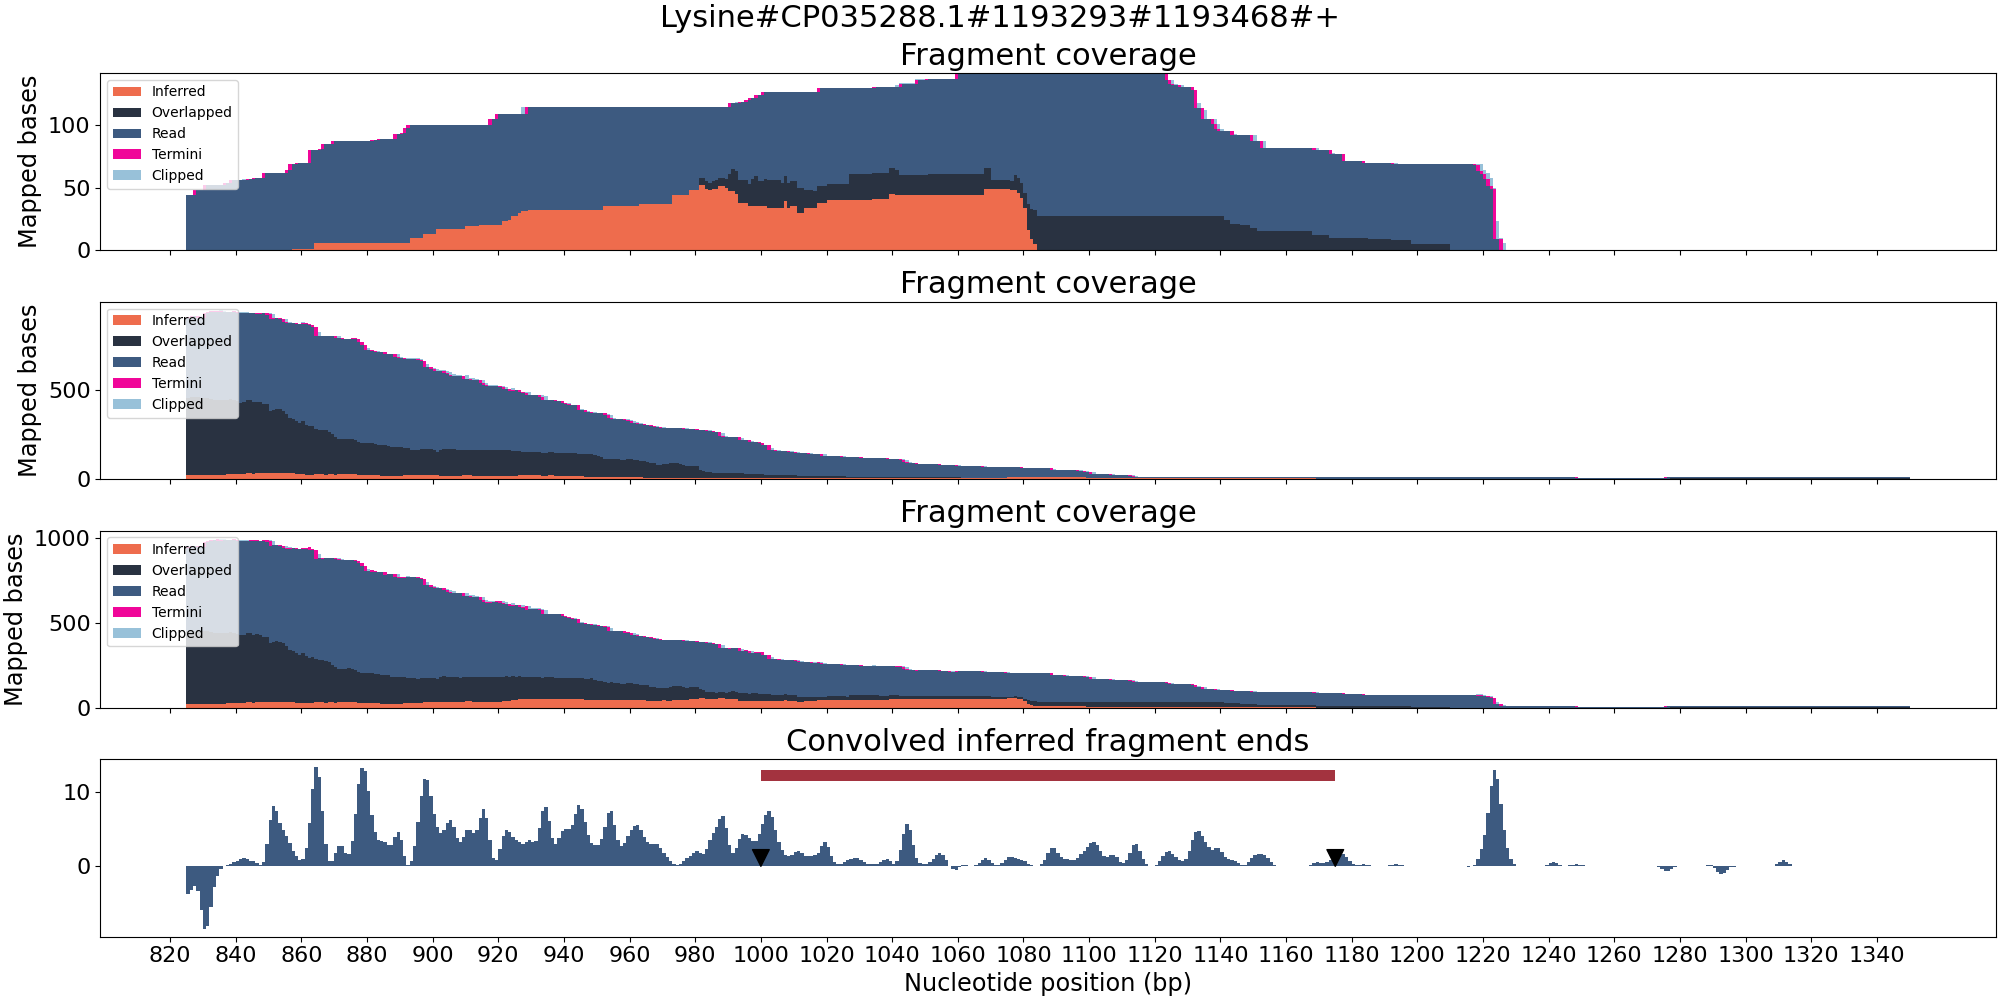 Lysine#CP035288.1#1193293#1193468#+
Fragment coverage
Mapped bases
100
50
0
Inferred
Overlapped
Read
Termini
Clipped
Fragment coverage
Mapped bases
500
0
Inferred
Overlapped
Read
Termini
Clipped
Fragment coverage
Mapped bases
1000
500
0
Inferred
Overlapped
Read
Termini
Clipped
Convolved inferred fragment ends
10
0
820 840 860 880 900 920 940 960 980 1000 1020 1040 1060 1080 1100 1120 1140 1160 1180 1200 1220 1240 1260 1280 1300 1320 1340
Nucleotide position (bp)